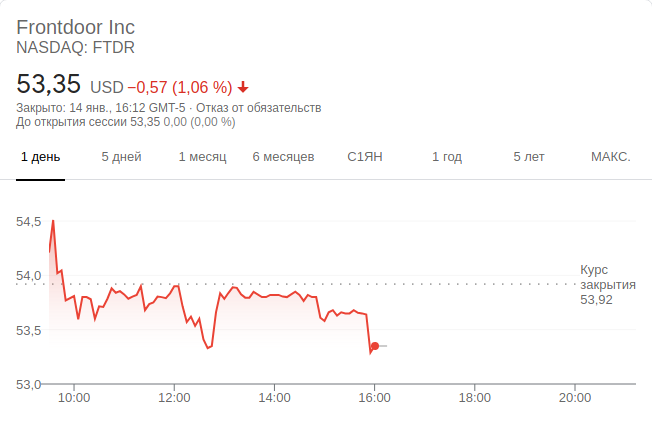 Frontdoor Inc
NASDAQ: FTDR
53,35 USD −0,57 (1,06 %)
Закрыто: 14 янв., 16:12 GMT-5 · Отказ от обязательств
До открытия сессии 53,35 0,00 (0,00 %)
1 день 5 дней 1 месяц 6 месяцев С1ЯН 1 год 5 лет МАКС.
54,5
54,0
53,5
53,0
Курс
закрытия
53,92
10:00 12:00 14:00 16:00 18:00 20:00